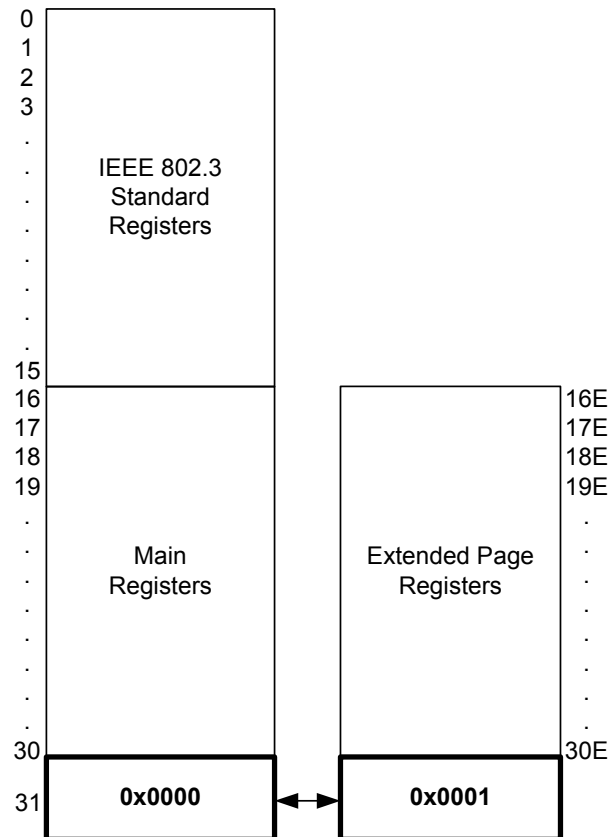 0
1
2
3
.
.
.
.
.
.
.
.
15
IEEE 802.3
Standard
Registers
16
17
18
19
.
.
.
.
.
.
.
.
30
Main
Registers
Extended Page
Registers
16E
17E
18E
19E
.
.
.
.
.
.
.
.
30E
31
0x0000
0x0001